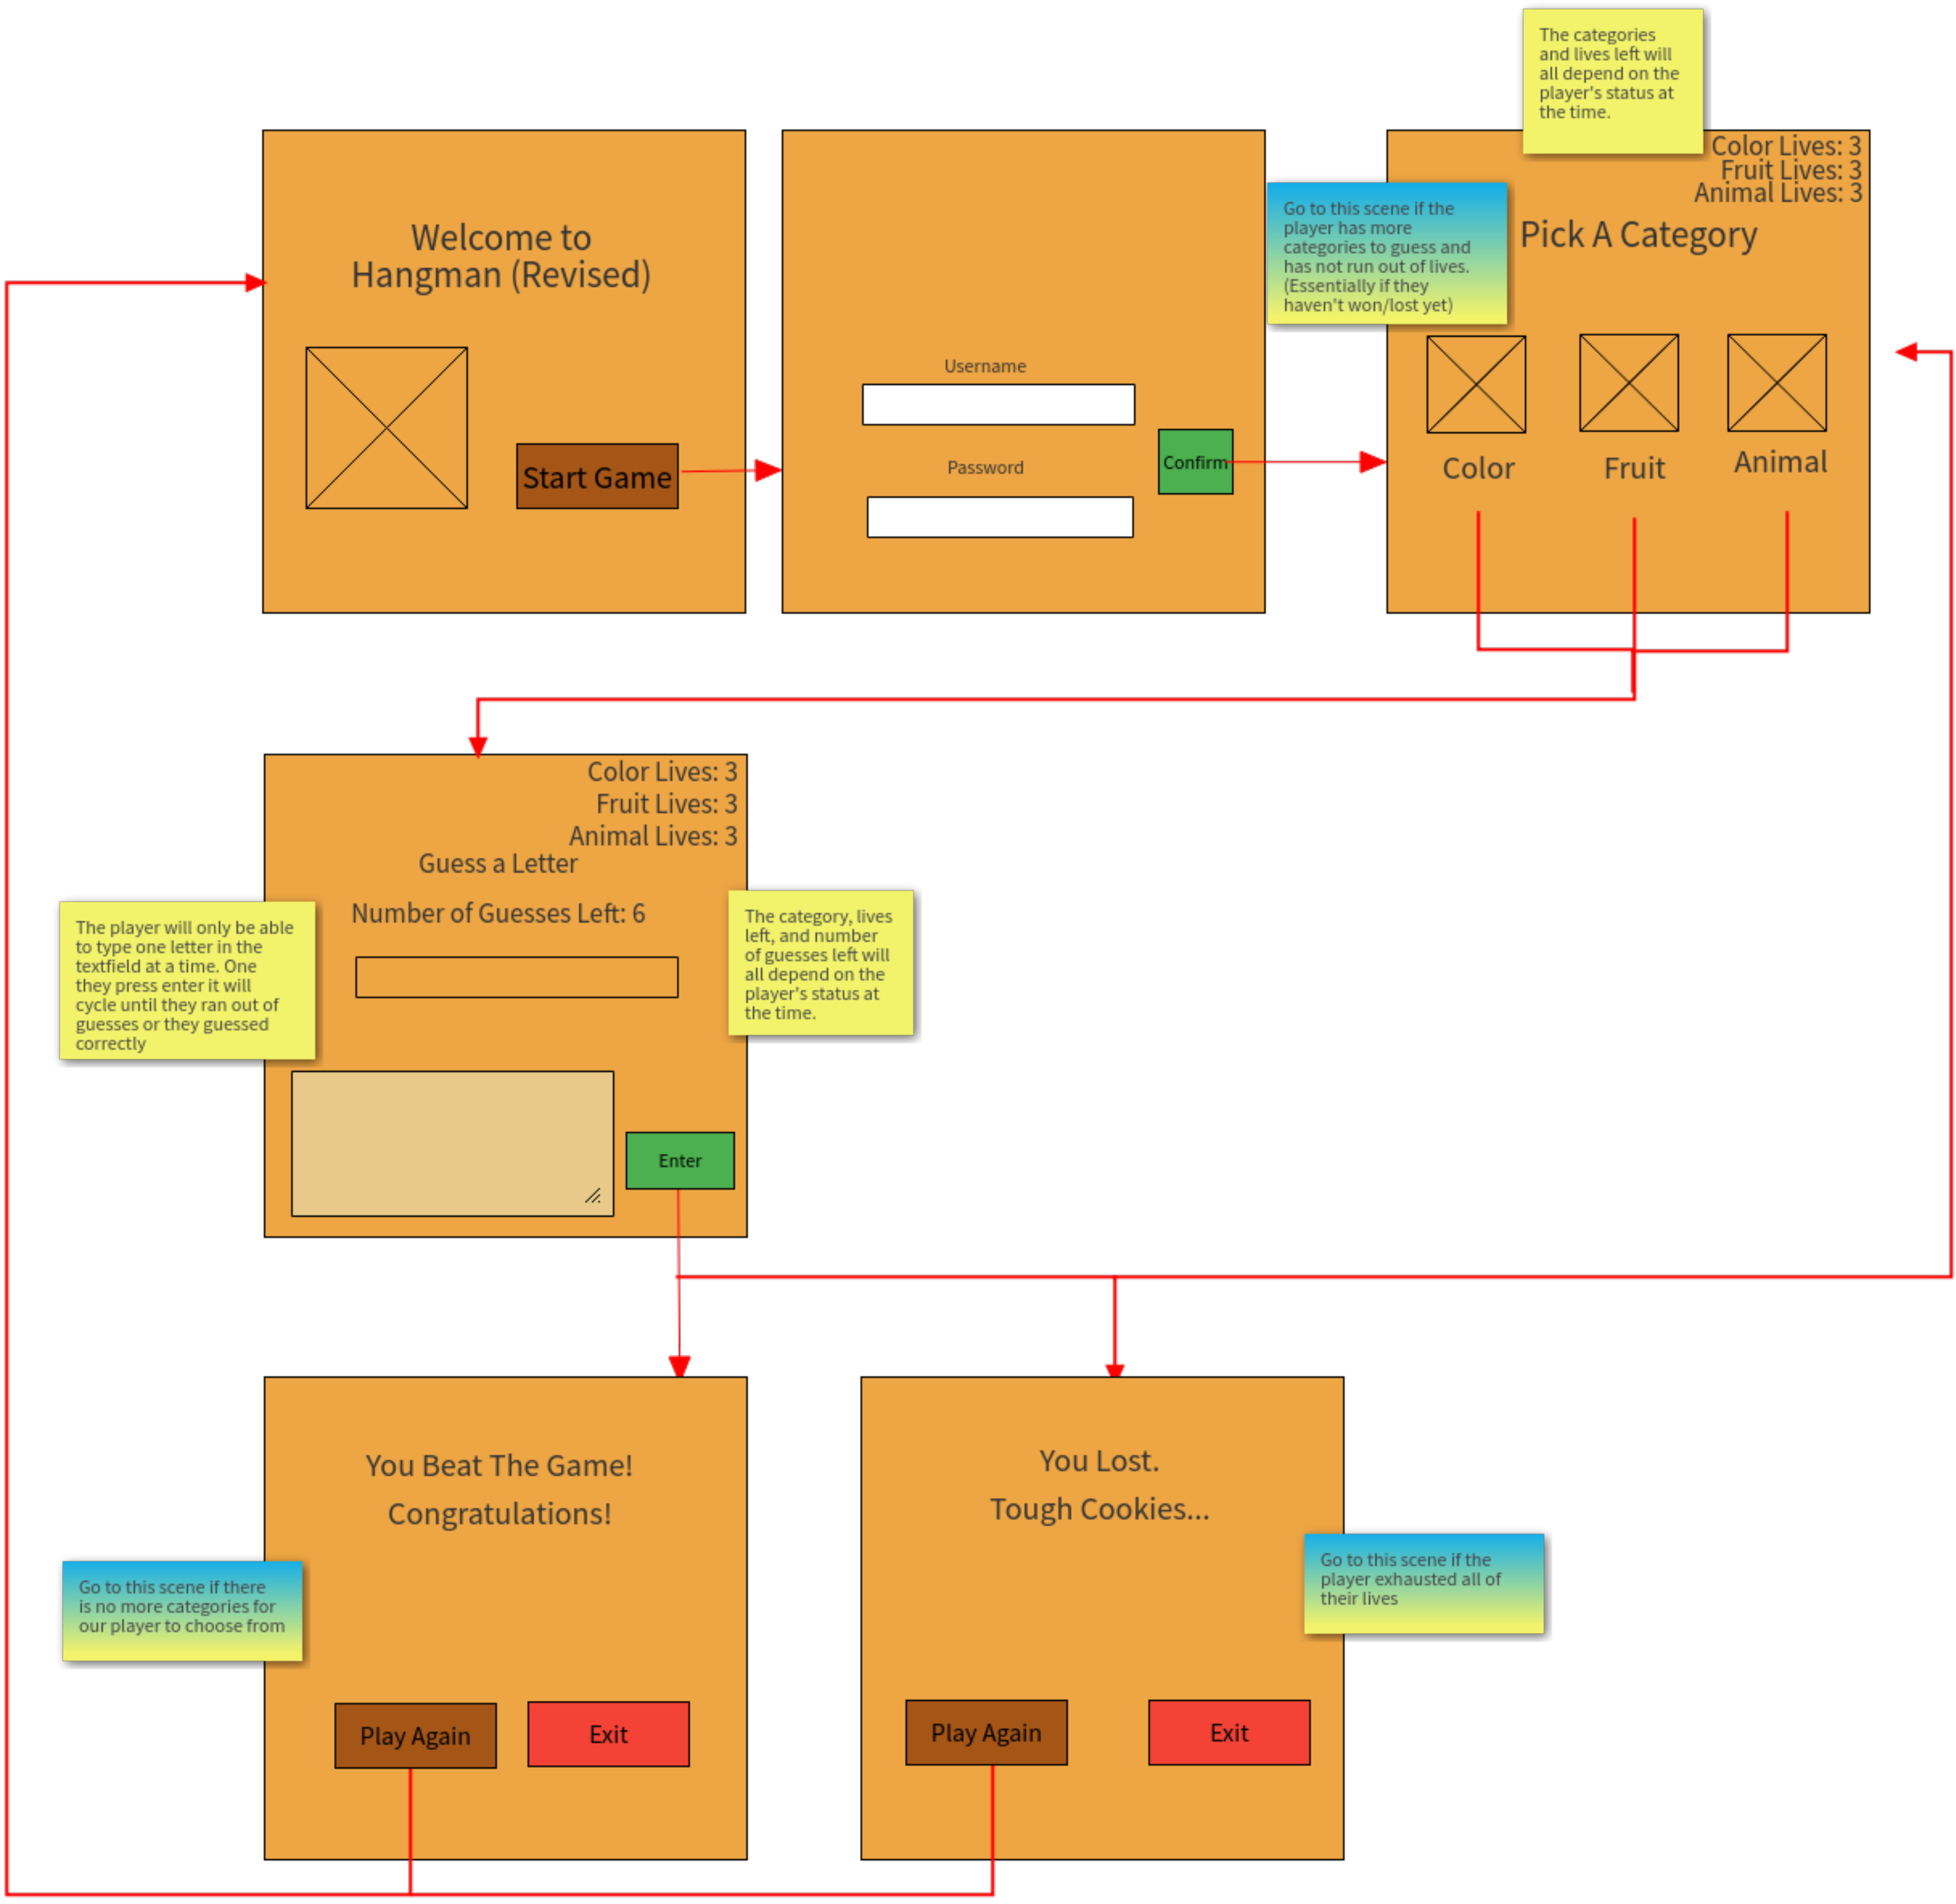 The categories
and lives left will
all depend on the
player's status at
the time.
Welcome to
Hangman (Revised)
Start Game
Username
Password
Confirm
Color Lives: 3
Fruit Lives: 3
Animal Lives: 3
Go to this scene if the
player has more
categories to guess and
has not run out of lives.
(Essentially if they
haven't won/lost yet)
Pick A Category
Color
Fruit
Animal
Color Lives: 3
Fruit Lives: 3
Animal Lives: 3
Guess a Letter
Number of Guesses Left: 6
The player will only be able
to type one letter in the
textfield at a time. One
they press enter it will
cycle until they ran out of
guesses or they guessed
correctly
The category, lives
left, and number
of guesses left will
all depend on the
player's status at
the time.
Enter
You Beat The Game!
Congratulations!
Go to this scene if there
is no more categories for
our player to choose from
Play Again
Exit
You Lost.
Tough Cookies...
Go to this scene if the
player exhausted all of
their lives
Play Again
Exit